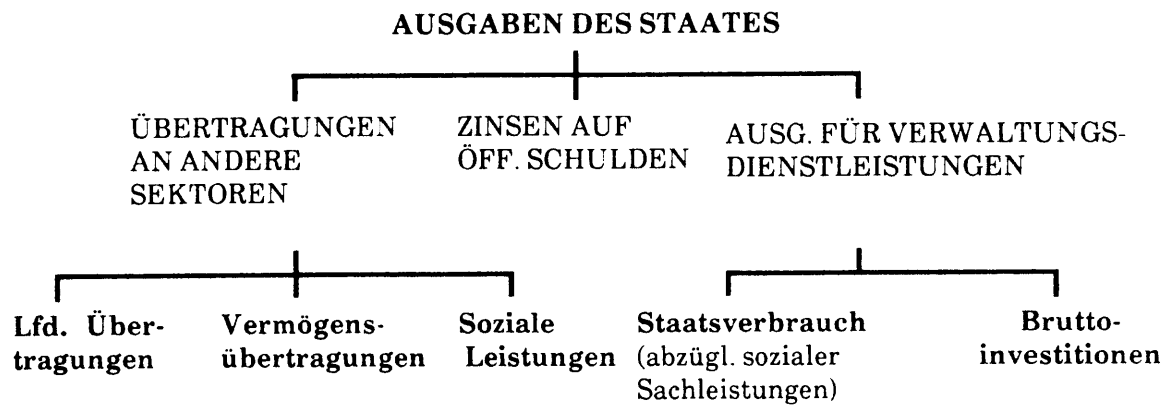 AUSGABEN DES STAATES
ÜBERTRAGUNGEN
AN ANDERE
SEKTOREN
ZINSEN AUF
ÖFF. SCHULDEN
AUSG. FÜR VERWALTUNGS-
DIENSTLEISTUNGEN
Lfd. Über-
tragungen
Vermögens-
übertragungen
Soziale
Leistungen
Staatsverbrauch
(abzügl. sozialer
Sachleistungen)
Brutto-
investitionen